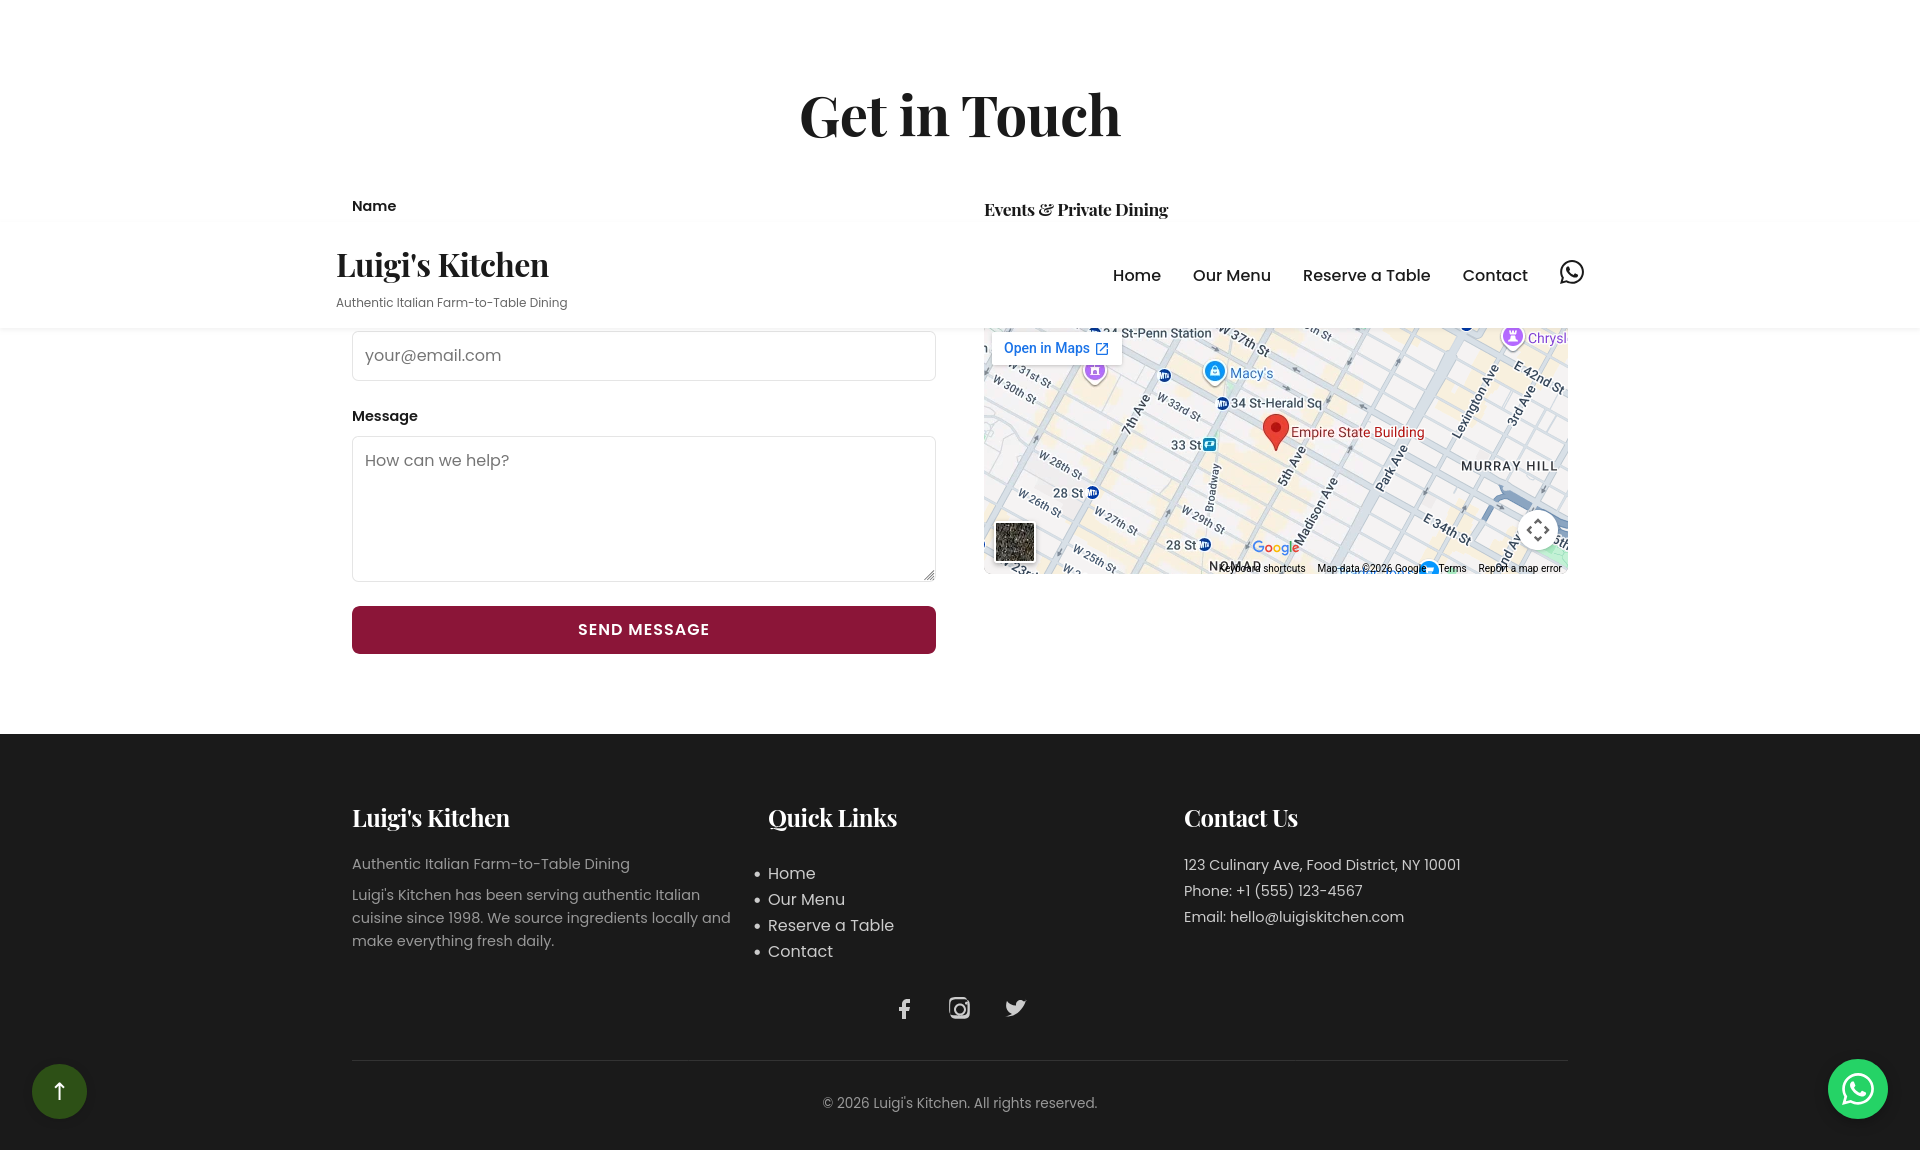 Get in Touch
Name
Events & Private Dining
Luigi's Kitchen
Authentic Italian Farm-to-Table Dining
Home
Our Menu
Reserve a Table
Contact
your@email.com
Message
How can we help?
SEND MESSAGE
34 St-Penn Station
W 37th St
Chrysl
Open in Maps
Macy's
E 42nd St
W 31st St
W 30th St
W 33rd St
34 St-Herald Sq
7th Ave
Lexington Ave
3rd Ave
Empire State Building
33 St
5th Ave
Park Ave
MURRAY HILL
W 28th St
28 St
Broadway
Madison Ave
W 26th St
W 27th St
W 29th St
E 34th St
2nd Ave
28 St
Google
W 25th St
NOMAD
Keyboard shortcuts
Map data ©2026 Google
Terms
Report a map error
Luigi's Kitchen
Authentic Italian Farm-to-Table Dining
Luigi's Kitchen has been serving authentic Italian
cuisine since 1998. We source ingredients locally and
make everything fresh daily.
Quick Links
Home
Our Menu
Reserve a Table
Contact
Contact Us
123 Culinary Ave, Food District, NY 10001
Phone: +1 (555) 123-4567
Email: hello@luigiskitchen.com
© 2026 Luigi's Kitchen. All rights reserved.